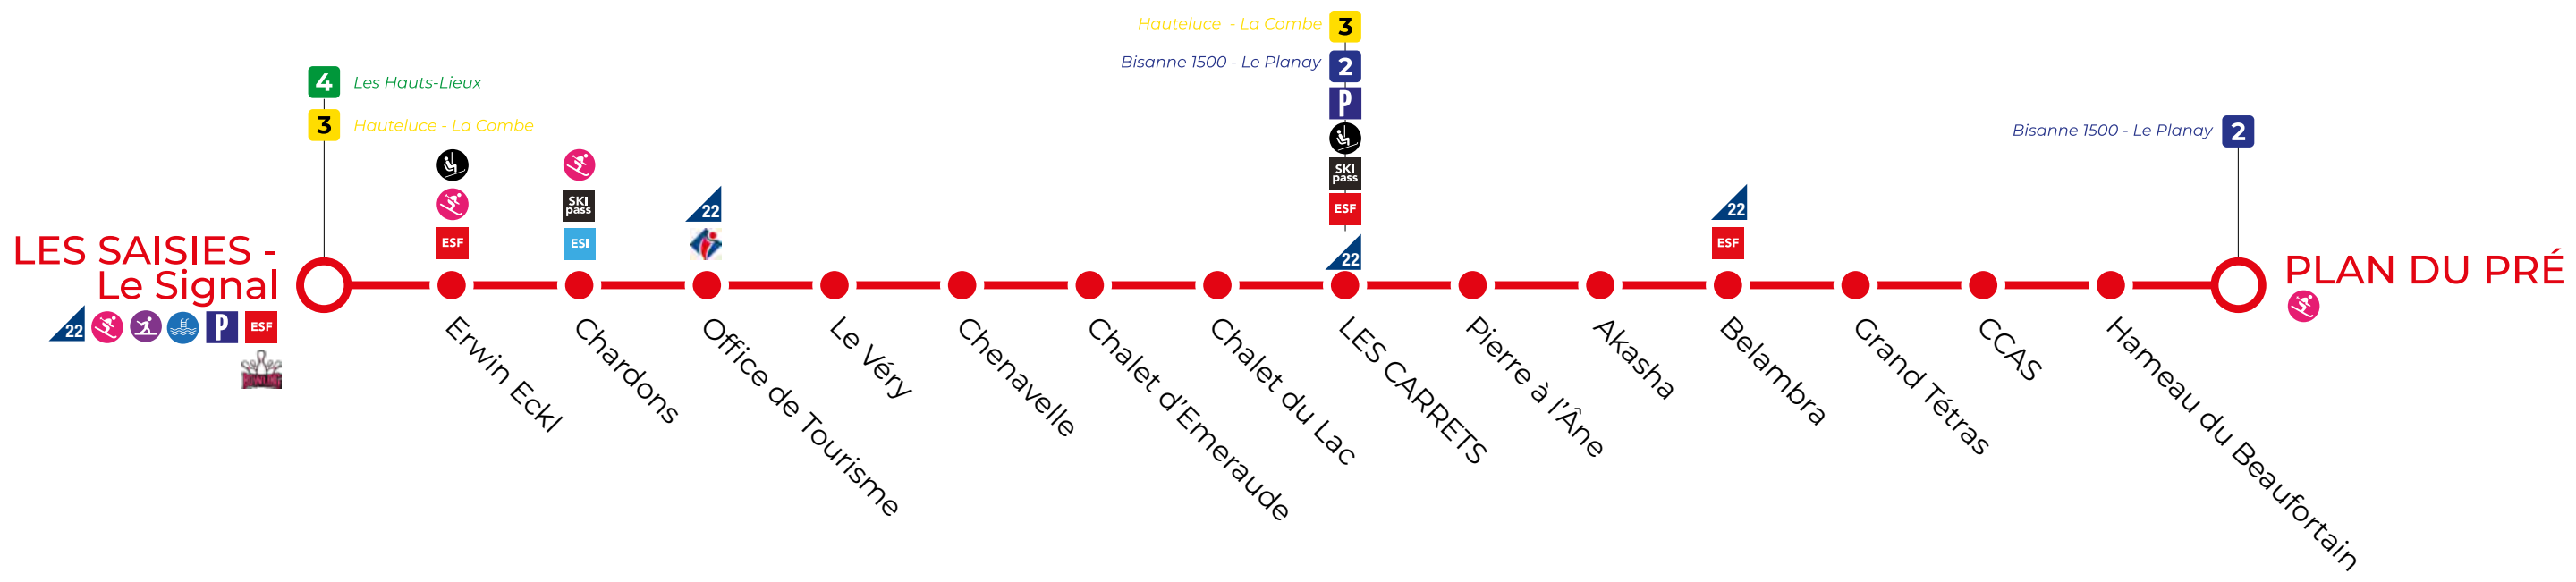 Hauteluce - La Combe 3
Bisanne 1500 - Le Planay 2
P
SKI
pass
ESF
22
4 Les Hauts-Lieux
3 Hauteluce - La Combe
ESF
SKI
pass
ESI
22
22
ESF
Bisanne 1500 - Le Planay 2
LES SAISIES -
Le Signal
22
P
ESF
BOWLING
PLAN DU PRÉ
Erwin Eckl
Chardons
Office de Tourisme
Le Véry
Chenavelle
Chalet d'Emeraude
Chalet du Lac
LES CARRETS
Pierre à l'Âne
Akasha
Belambra
Grand Tétras
CCAS
Hameau du Beaufortain